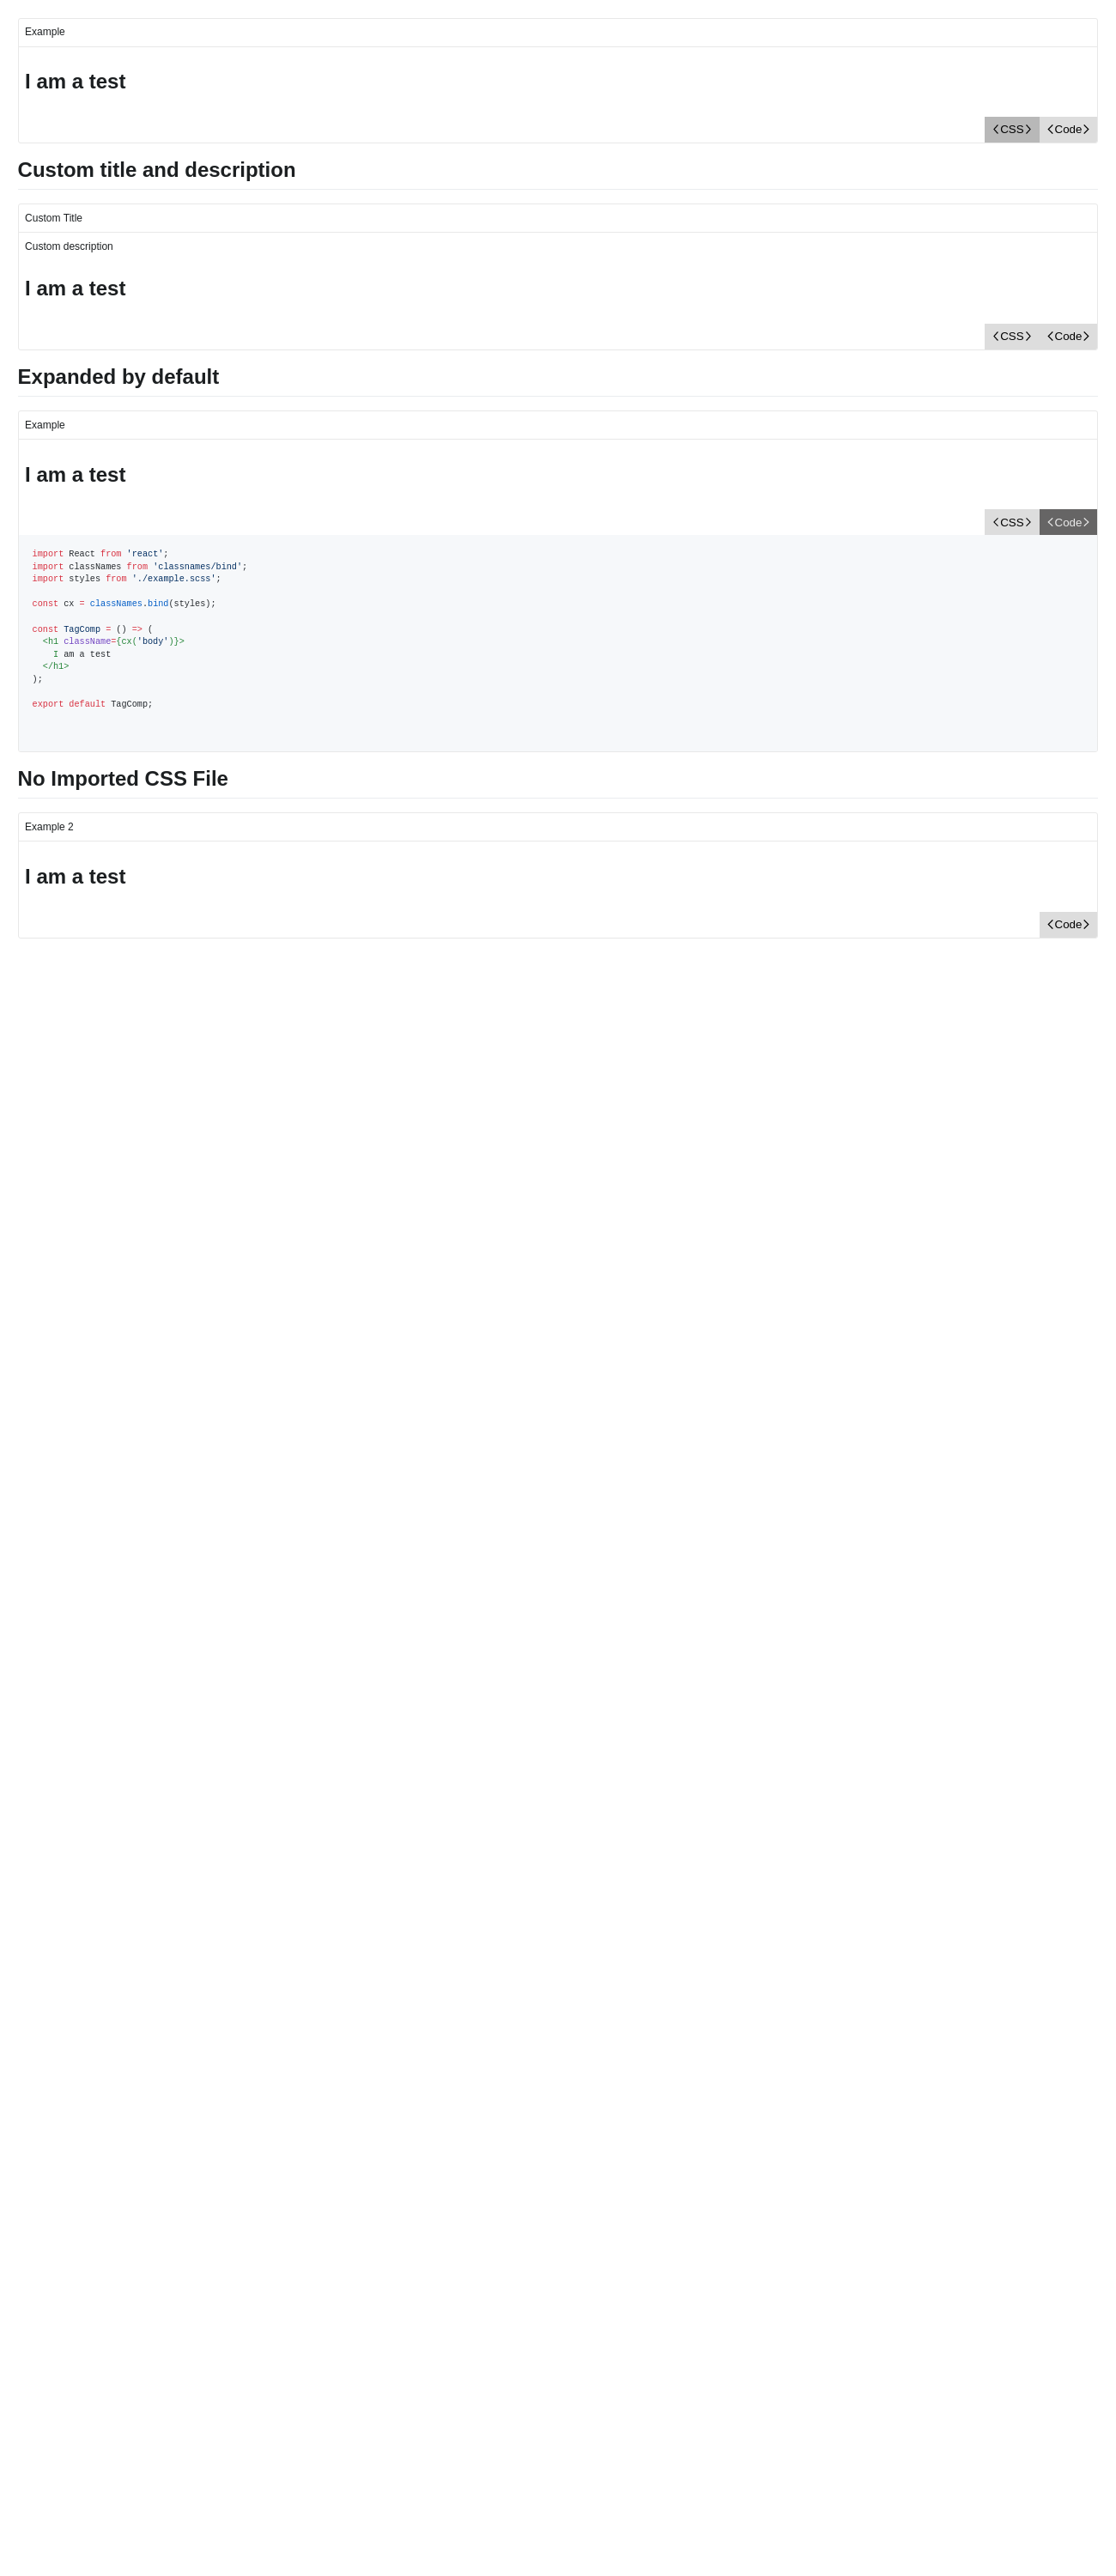 Example
I am a test
CSS Code
Custom title and description
Custom Title
Custom description
I am a test
CSS Code
Expanded by default
Example
I am a test
CSS Code
import React from 'react';
import classNames from 'classnames/bind';
import styles from './example.scss';
const cx = classNames.bind(styles);
const TagComp = () => (
  <h1 className={cx('body')}>
    I am a test
  </h1>
);
export default TagComp;
No Imported CSS File
Example 2
I am a test
Code